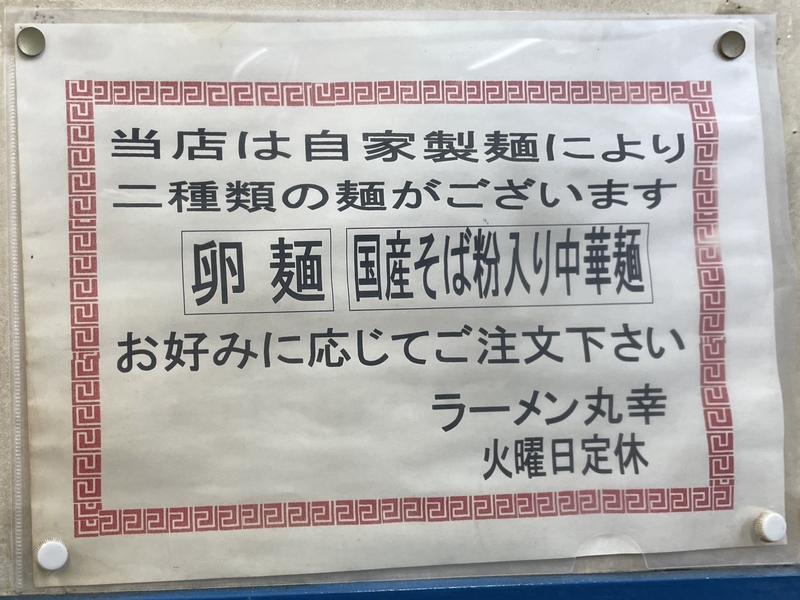 当店は自家製麺により
二種類の麺がございます
卵麺 国産そば粉入り中華麺
お好みに応じてご注文下さい
ラーメン丸幸
火曜日定休